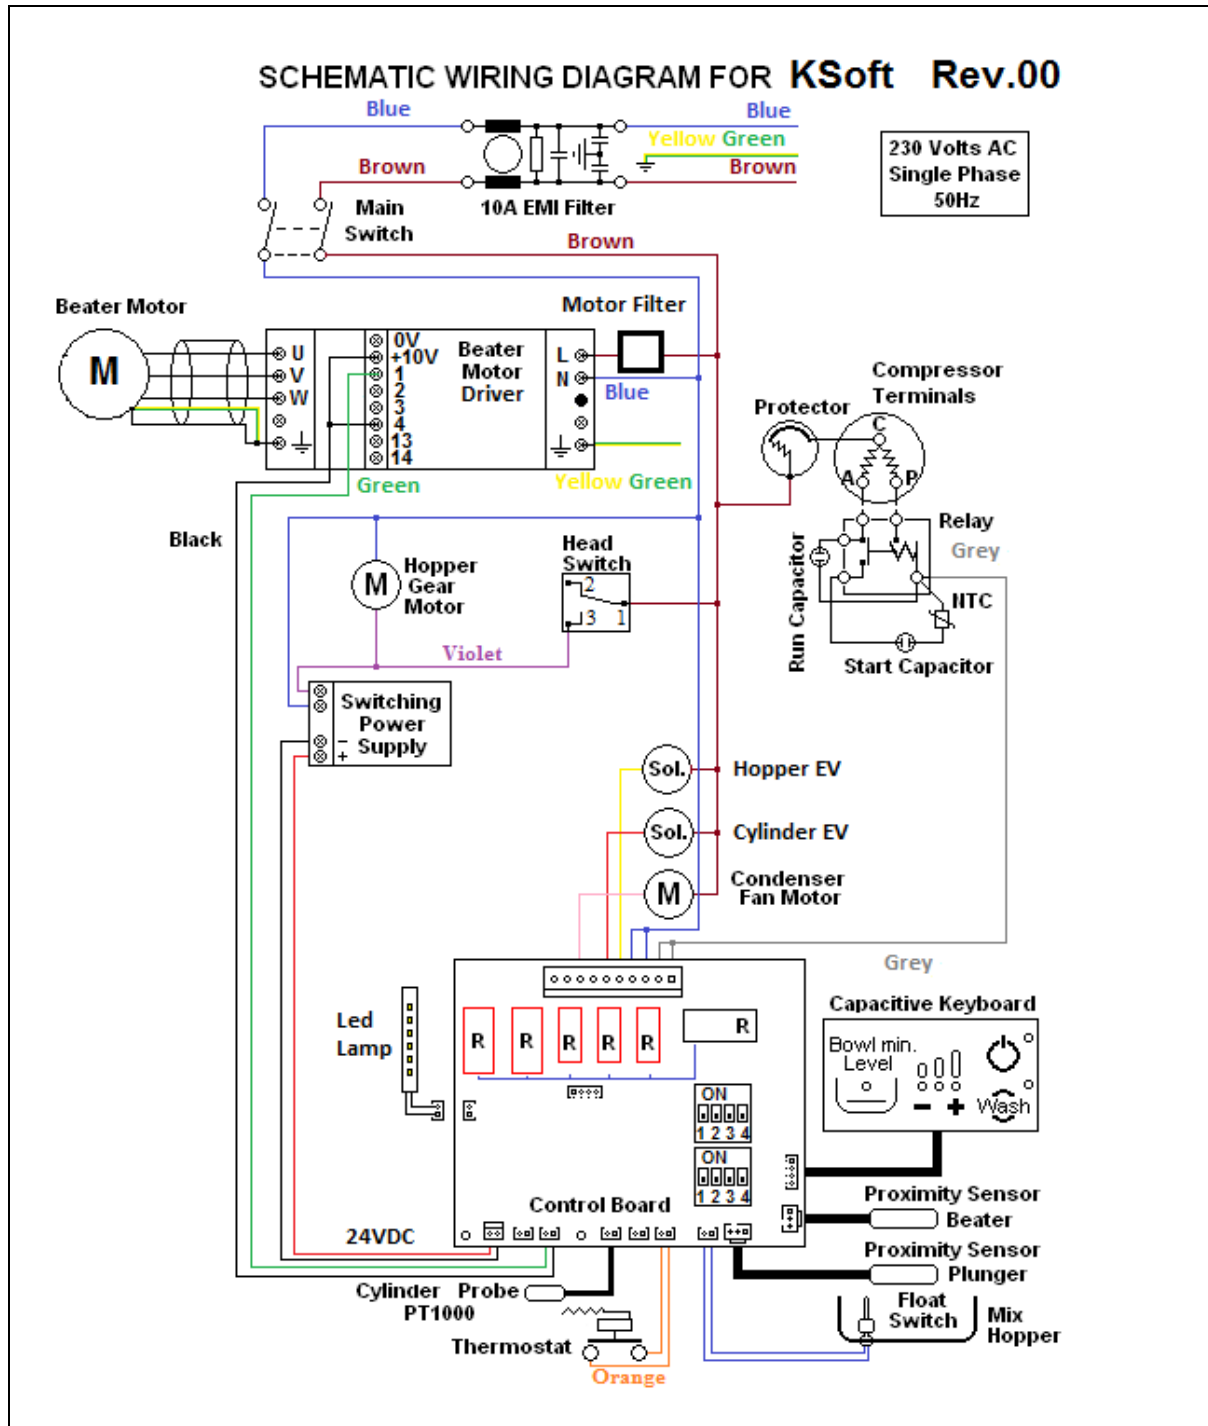 SCHEMATIC WIRING DIAGRAM FOR KSoft Rev.00
Blue
Blue
Yellow Green
Brown
Brown
230 Volts AC
Single Phase
50Hz
10A EMI Filter
Main
Switch
Brown
Beater Motor
M
U
V
W
0V
+10V
1
2
3
4
13
14
Beater
Motor
Driver
L
N
Motor Filter
Blue
Green
Yellow Green
Compressor
Terminals
Protector
C
A
P
Relay
Grey
NTC
Run Capacitor
Start Capacitor
Black
M
Hopper
Gear
Motor
Head
Switch
2
3
1
Violet
Switching
Power
Supply
−
+
Sol.
Hopper EV
Sol.
Cylinder EV
M
Condenser
Fan Motor
Grey
Led
Lamp
R
R
R
R
R
R
ON
1 2 3 4
ON
1 2 3 4
Control Board
Capacitive Keyboard
Bowl min.
Level
− +
Wash
Proximity Sensor
Beater
Proximity Sensor
Plunger
Float
Switch
Mix
Hopper
24VDC
Cylinder Probe
PT1000
Thermostat
Orange